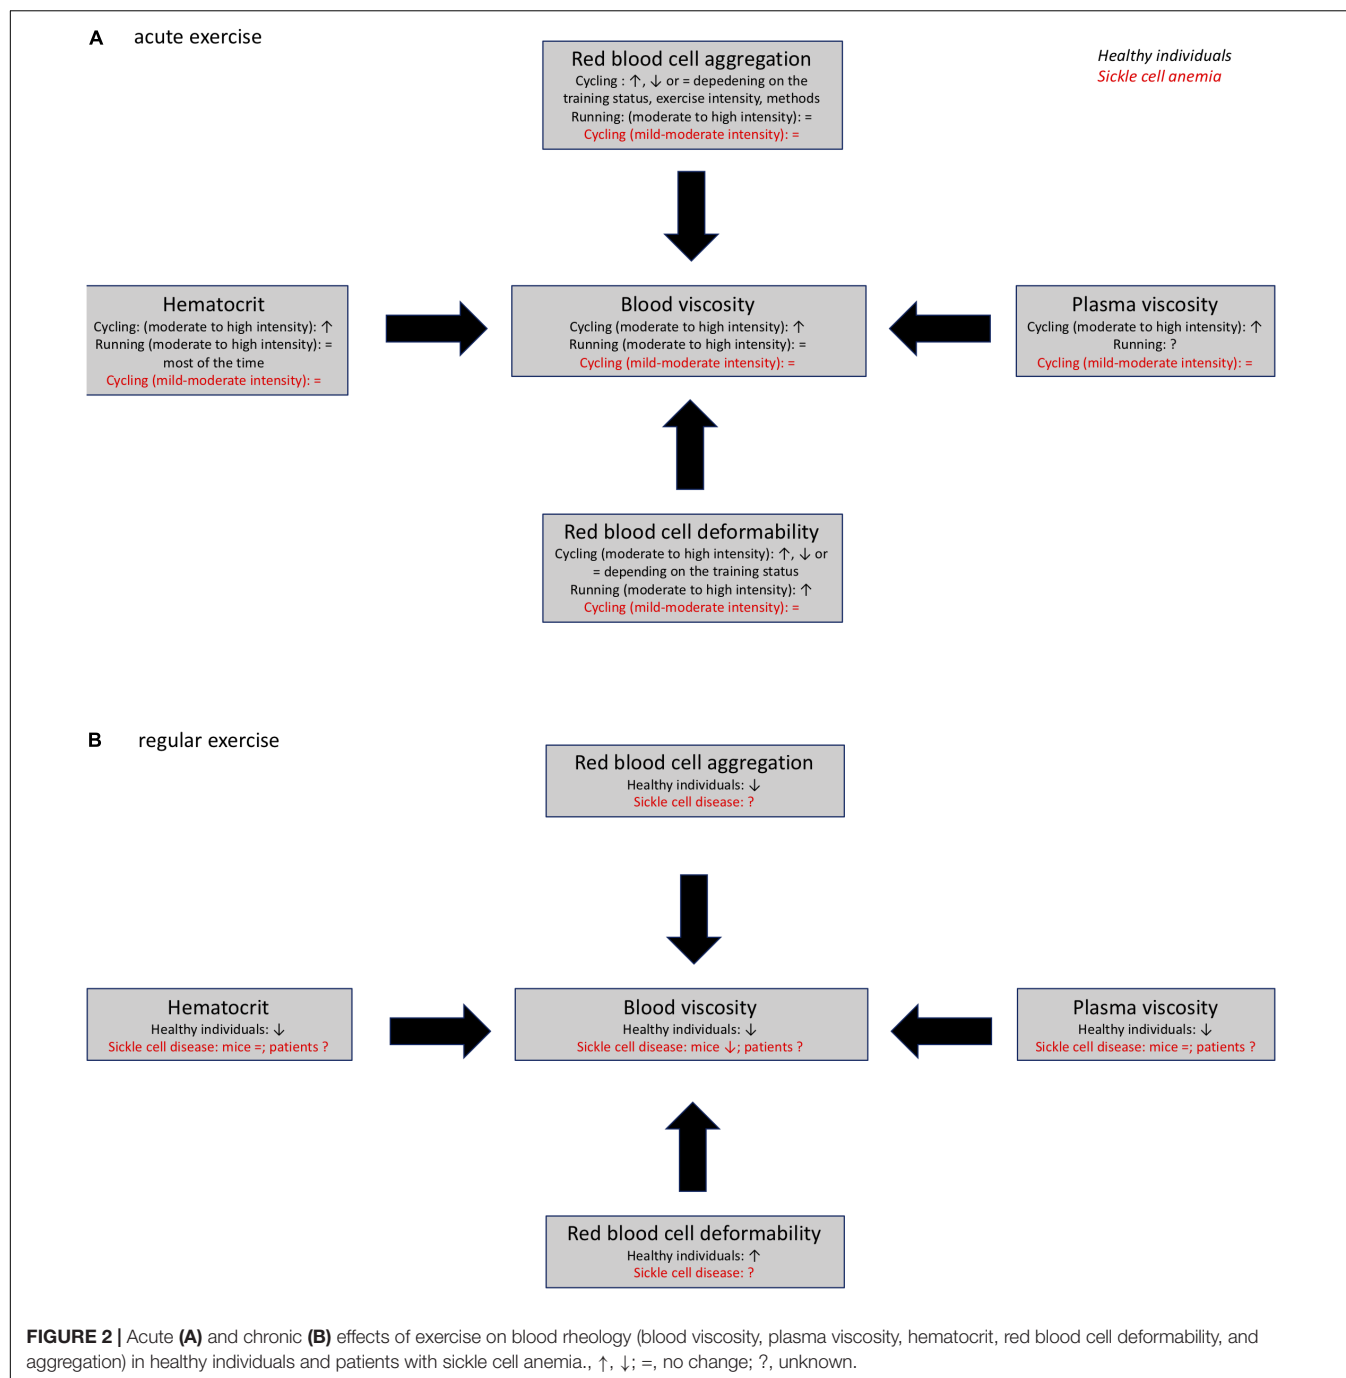 A acute exercise
Healthy individuals
Sickle cell anemia
Red blood cell aggregation
Cycling : ↑, ↓ or = depedening on the
training status, exercise intensity, methods
Running: (moderate to high intensity): =
Cycling (mild-moderate intensity): =
Hematocrit
Cycling: (moderate to high intensity): ↑
Running (moderate to high intensity): =
most of the time
Cycling (mild-moderate intensity): =
Blood viscosity
Cycling (moderate to high intensity): ↑
Running (moderate to high intensity): =
Cycling (mild-moderate intensity): =
Plasma viscosity
Cycling (moderate to high intensity): ↑
Running: ?
Cycling (mild-moderate intensity): =
Red blood cell deformability
Cycling (moderate to high intensity): ↑, ↓ or
= depending on the training status
Running (moderate to high intensity): ↑
Cycling (mild-moderate intensity): =
B regular exercise
Red blood cell aggregation
Healthy individuals: ↓
Sickle cell disease: ?
Hematocrit
Healthy individuals: ↓
Sickle cell disease: mice =; patients ?
Blood viscosity
Healthy individuals: ↓
Sickle cell disease: mice ↓; patients ?
Plasma viscosity
Healthy individuals: ↓
Sickle cell disease: mice =; patients ?
Red blood cell deformability
Healthy individuals: ↑
Sickle cell disease: ?
FIGURE 2 | Acute (A) and chronic (B) effects of exercise on blood rheology (blood viscosity, plasma viscosity, hematocrit, red blood cell deformability, and
aggregation) in healthy individuals and patients with sickle cell anemia., ↑, ↓; =, no change; ?, unknown.